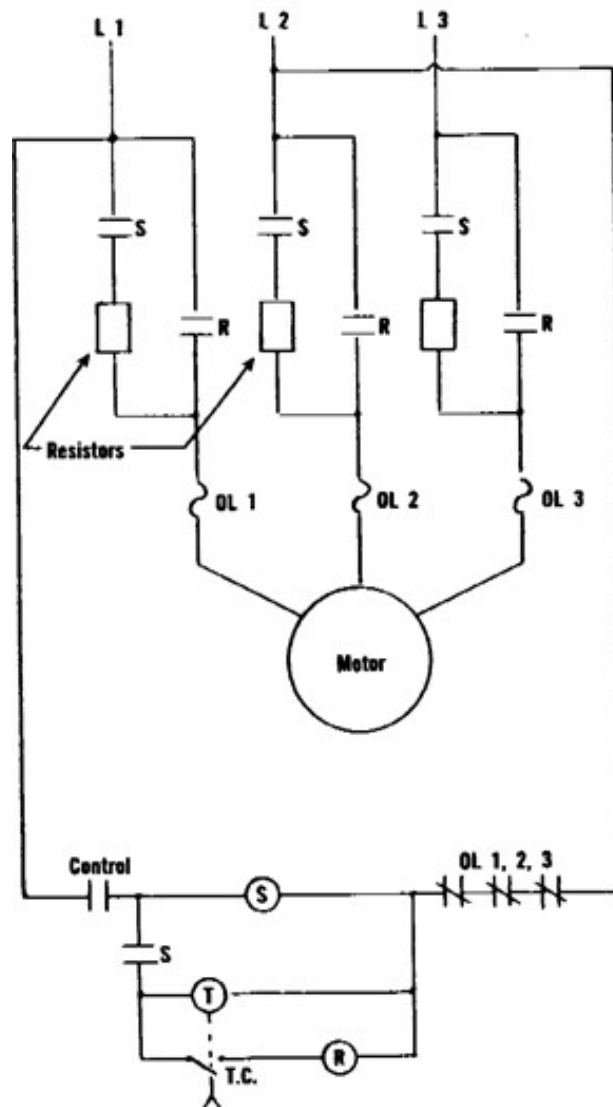 L 1 L 2 L 3
S S S
R R R
Resistors
OL 1 OL 2 OL 3
Motor
Control OL 1, 2, 3
S
S
T
R
T.C.